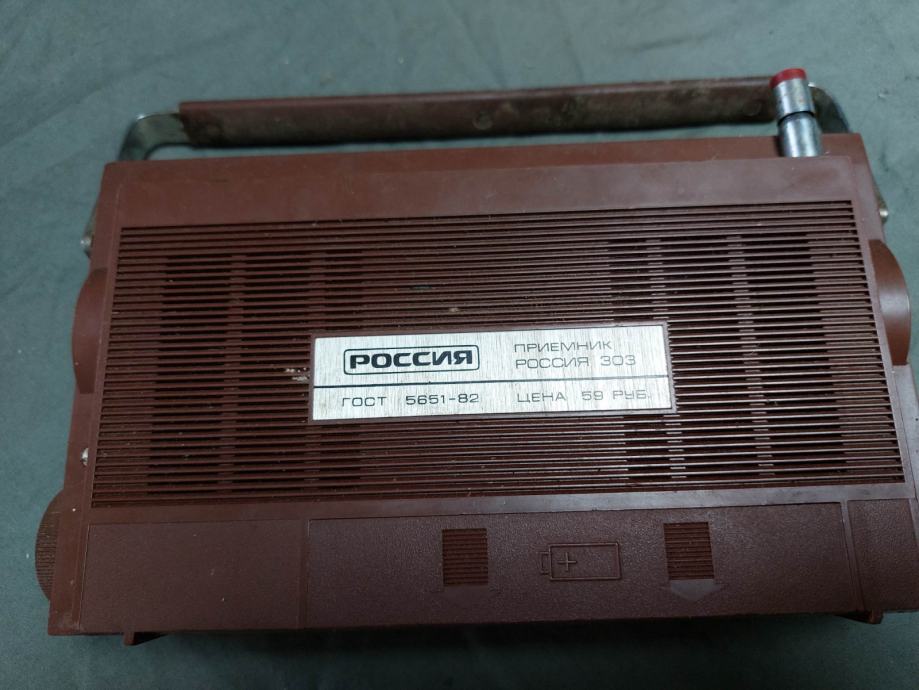 РОССИЯ
ПРИЕМНИК
РОССИЯ 303
ГОСТ 5651-82
ЦЕНА 59 РУБ.